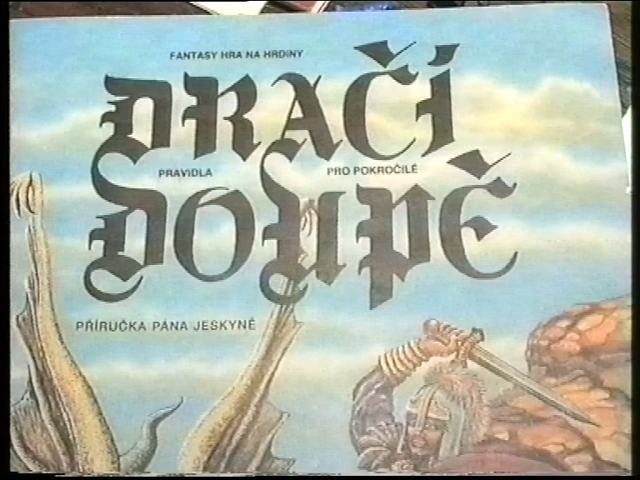 FANTASY HRA NA HRDINY
DRAČÍ
PRAVIDLA PRO POKROČILÉ
DOUPĚ
PŘÍRUČKA PÁNA JESKYNĚ